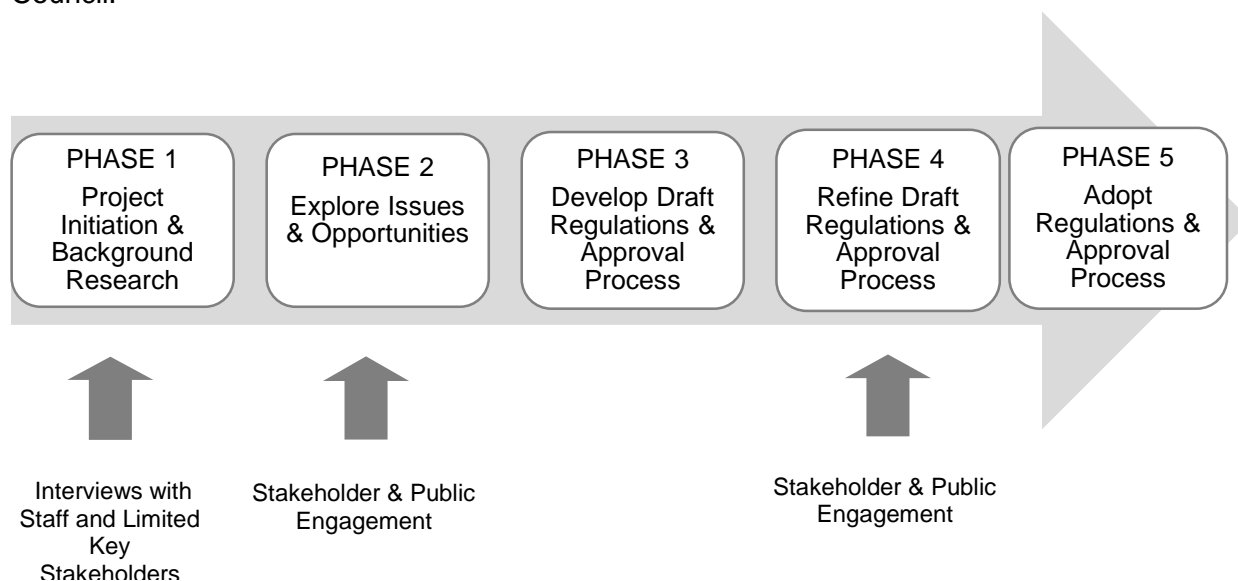 Council.
PHASE 1
Project
Initiation &
Background
Research
PHASE 2
Explore Issues
& Opportunities
PHASE 3
Develop Draft
Regulations &
Approval
Process
PHASE 4
Refine Draft
Regulations &
Approval
Process
PHASE 5
Adopt
Regulations &
Approval
Process
Interviews with
Staff and Limited
Key
Stakeholders
Stakeholder & Public
Engagement
Stakeholder & Public
Engagement